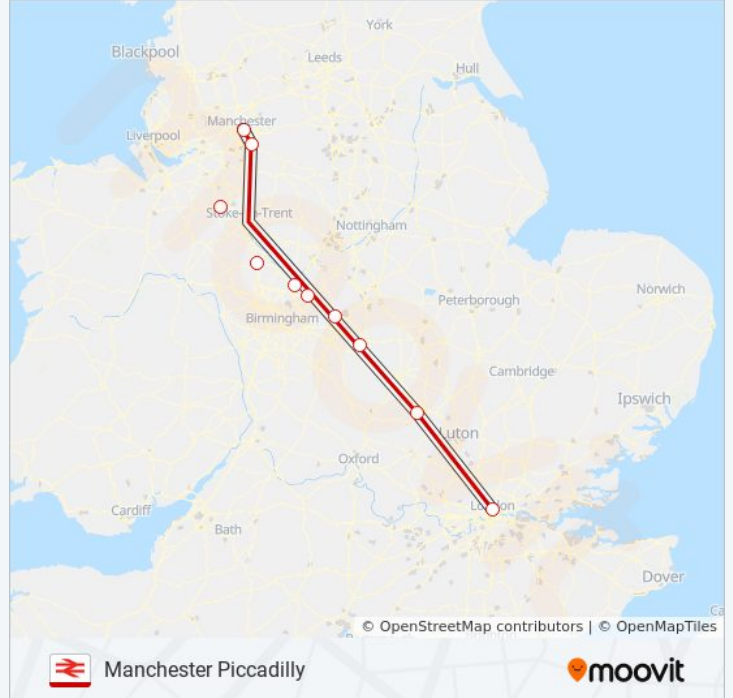 York
Blackpool
Leeds
Hull
Manchester
Liverpool
Stoke-on-Trent
Nottingham
Norwich
Peterborough
Birmingham
Cambridge
Ipswich
Luton
Oxford
London
Cardiff
Bath
Dover
Ca
© OpenStreetMap contributors | © OpenMapTiles
Manchester Piccadilly
moovit